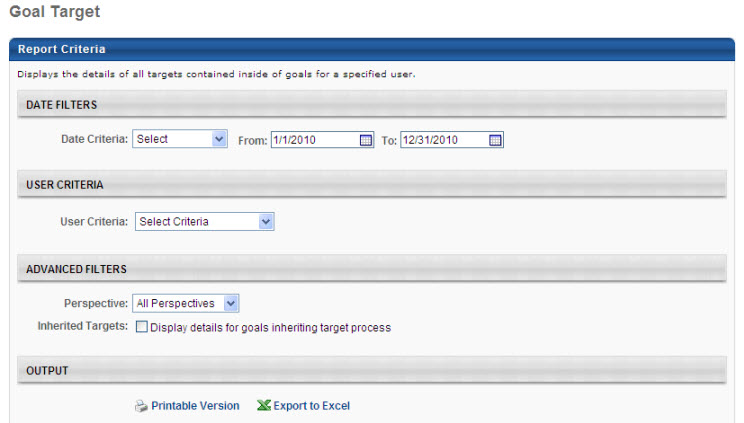 Goal Target
Report Criteria
Displays the details of all targets contained inside of goals for a specified user.
DATE FILTERS
Date Criteria: Select From: 1/1/2010 To: 12/31/2010
USER CRITERIA
User Criteria: Select Criteria
ADVANCED FILTERS
Perspective: All Perspectives
Inherited Targets: Display details for goals inheriting target process
OUTPUT
Printable Version Export to Excel